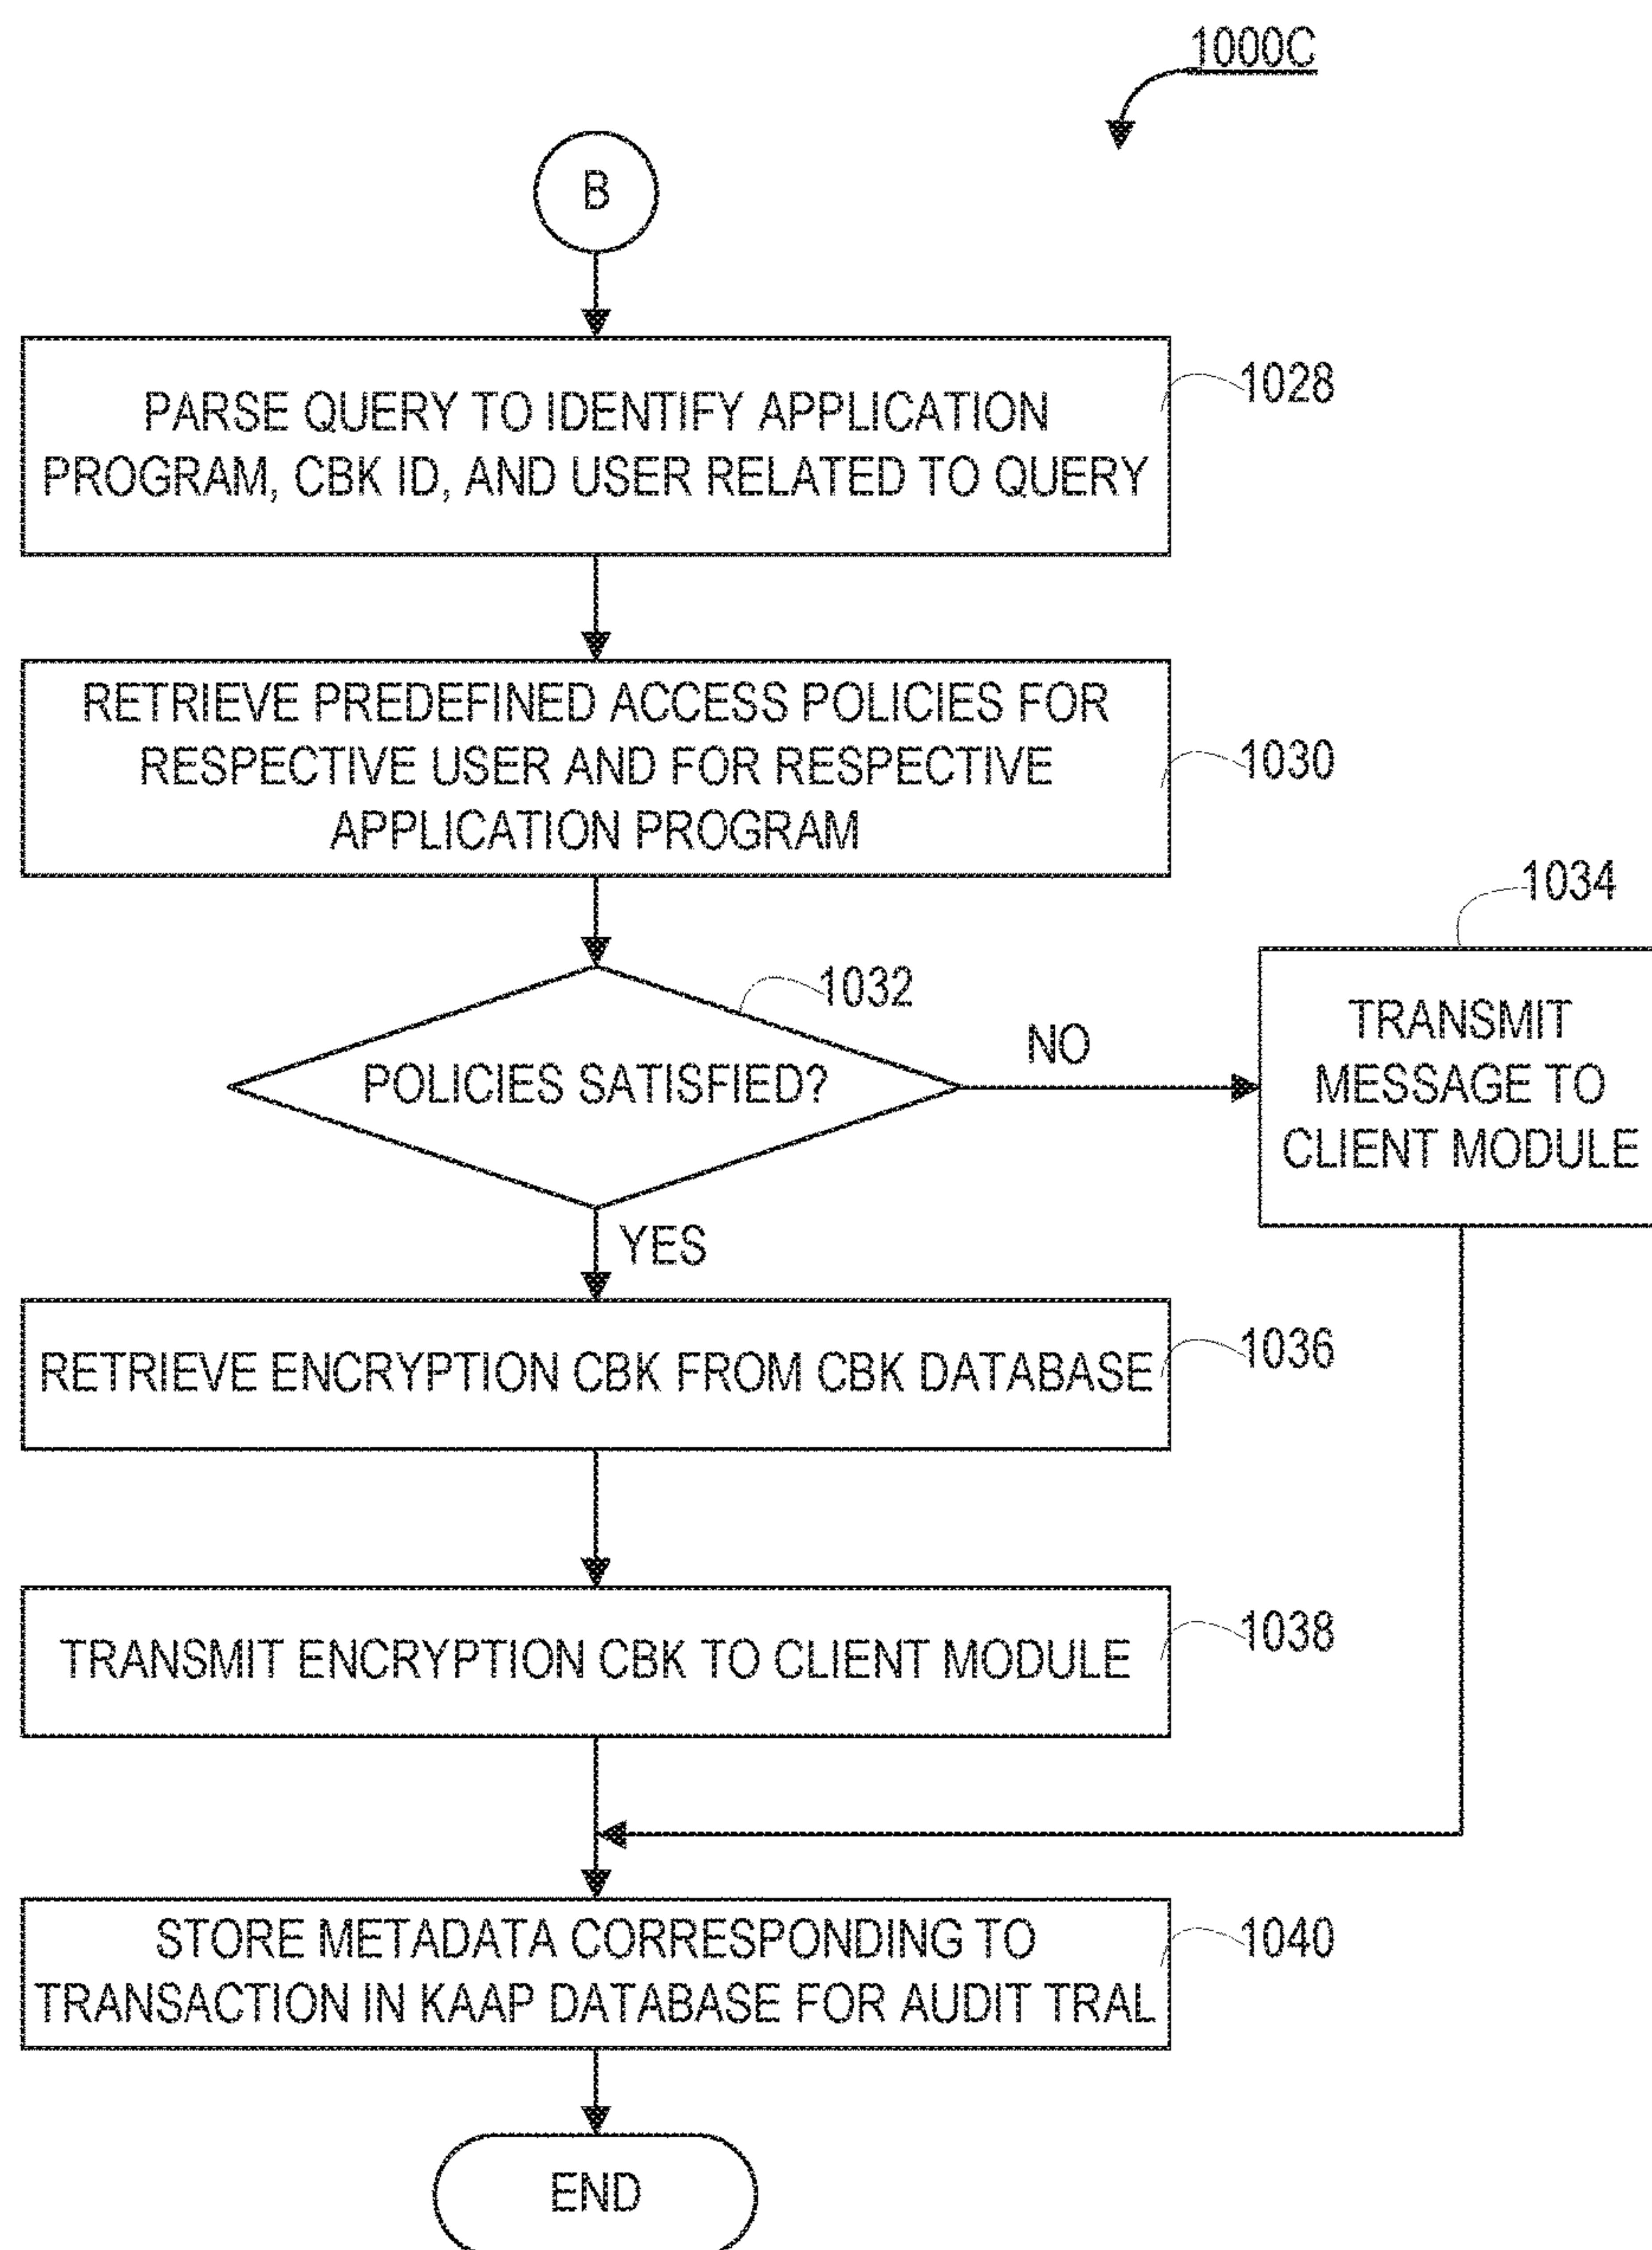 1000C
B
PARSE QUERY TO IDENTIFY APPLICATION
PROGRAM, CBK ID, AND USER RELATED TO QUERY
1028
RETRIEVE PREDEFINED ACCESS POLICIES FOR
RESPECTIVE USER AND FOR RESPECTIVE
APPLICATION PROGRAM
1030
1032
POLICIES SATISFIED?
NO
1034
TRANSMIT
MESSAGE TO
CLIENT MODULE
YES
RETRIEVE ENCRYPTION CBK FROM CBK DATABASE
1036
TRANSMIT ENCRYPTION CBK TO CLIENT MODULE
1038
STORE METADATA CORRESPONDING TO
TRANSACTION IN KAAP DATABASE FOR AUDIT TRAL
1040
END